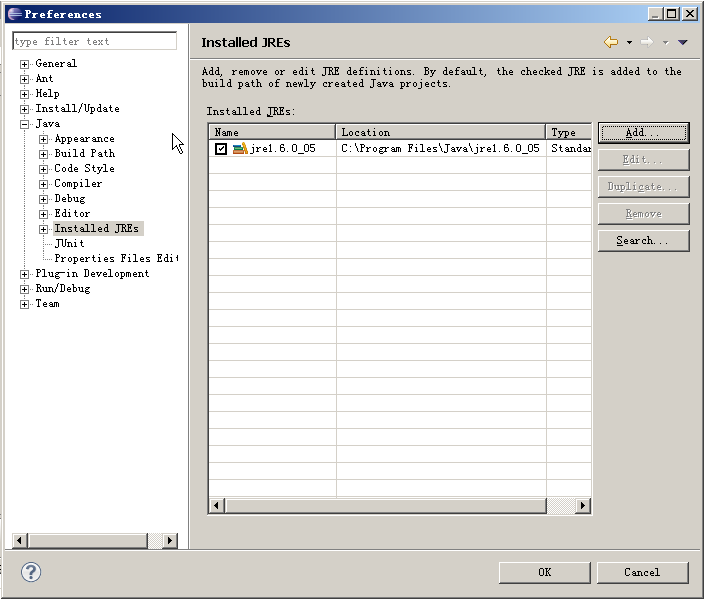 Preferences
type filter text
General
Ant
Help
Install/Update
Java
Appearance
Build Path
Code Style
Compiler
Debug
Editor
Installed JREs
JUnit
Properties Files Edit
Plug-in Development
Run/Debug
Team
Installed JREs
Add, remove or edit JRE definitions. By default, the checked JRE is added to the
build path of newly created Java projects.
Installed JREs:
Name Location Type
jre1.6.0_05 C:\Program Files\Java\jre1.6.0_05 Standar
Add...
Edit...
Duplicate...
Remove
Search...
OK Cancel